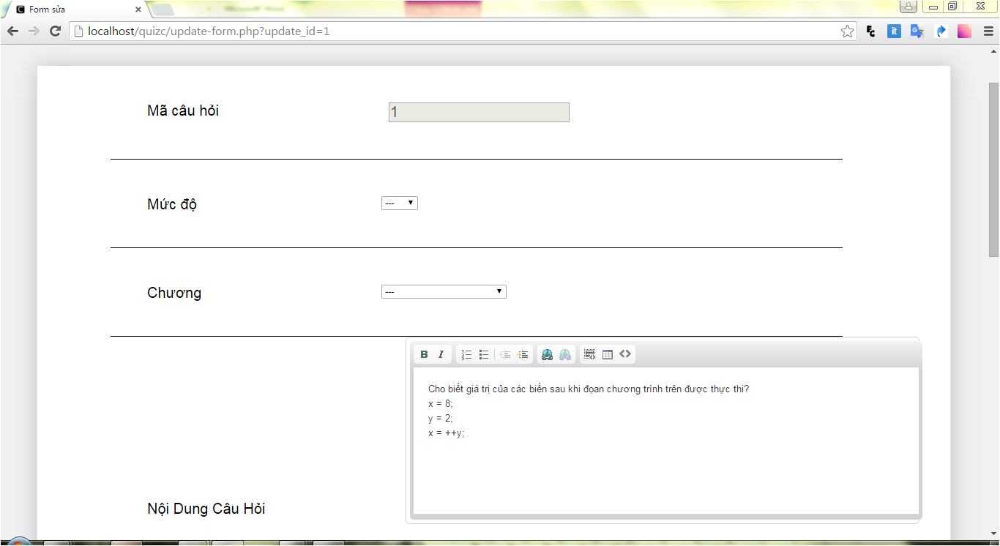 Form sửa
localhost/quizc/update-form.php?update_id=1
Mã câu hỏi
1
Mức độ
---
Chương
---
B I
Cho biết giá trị của các biến sau khi đọan chương trình trên được thực thi?
x = 8;
y = 2;
x = ++y;
Nội Dung Câu Hỏi